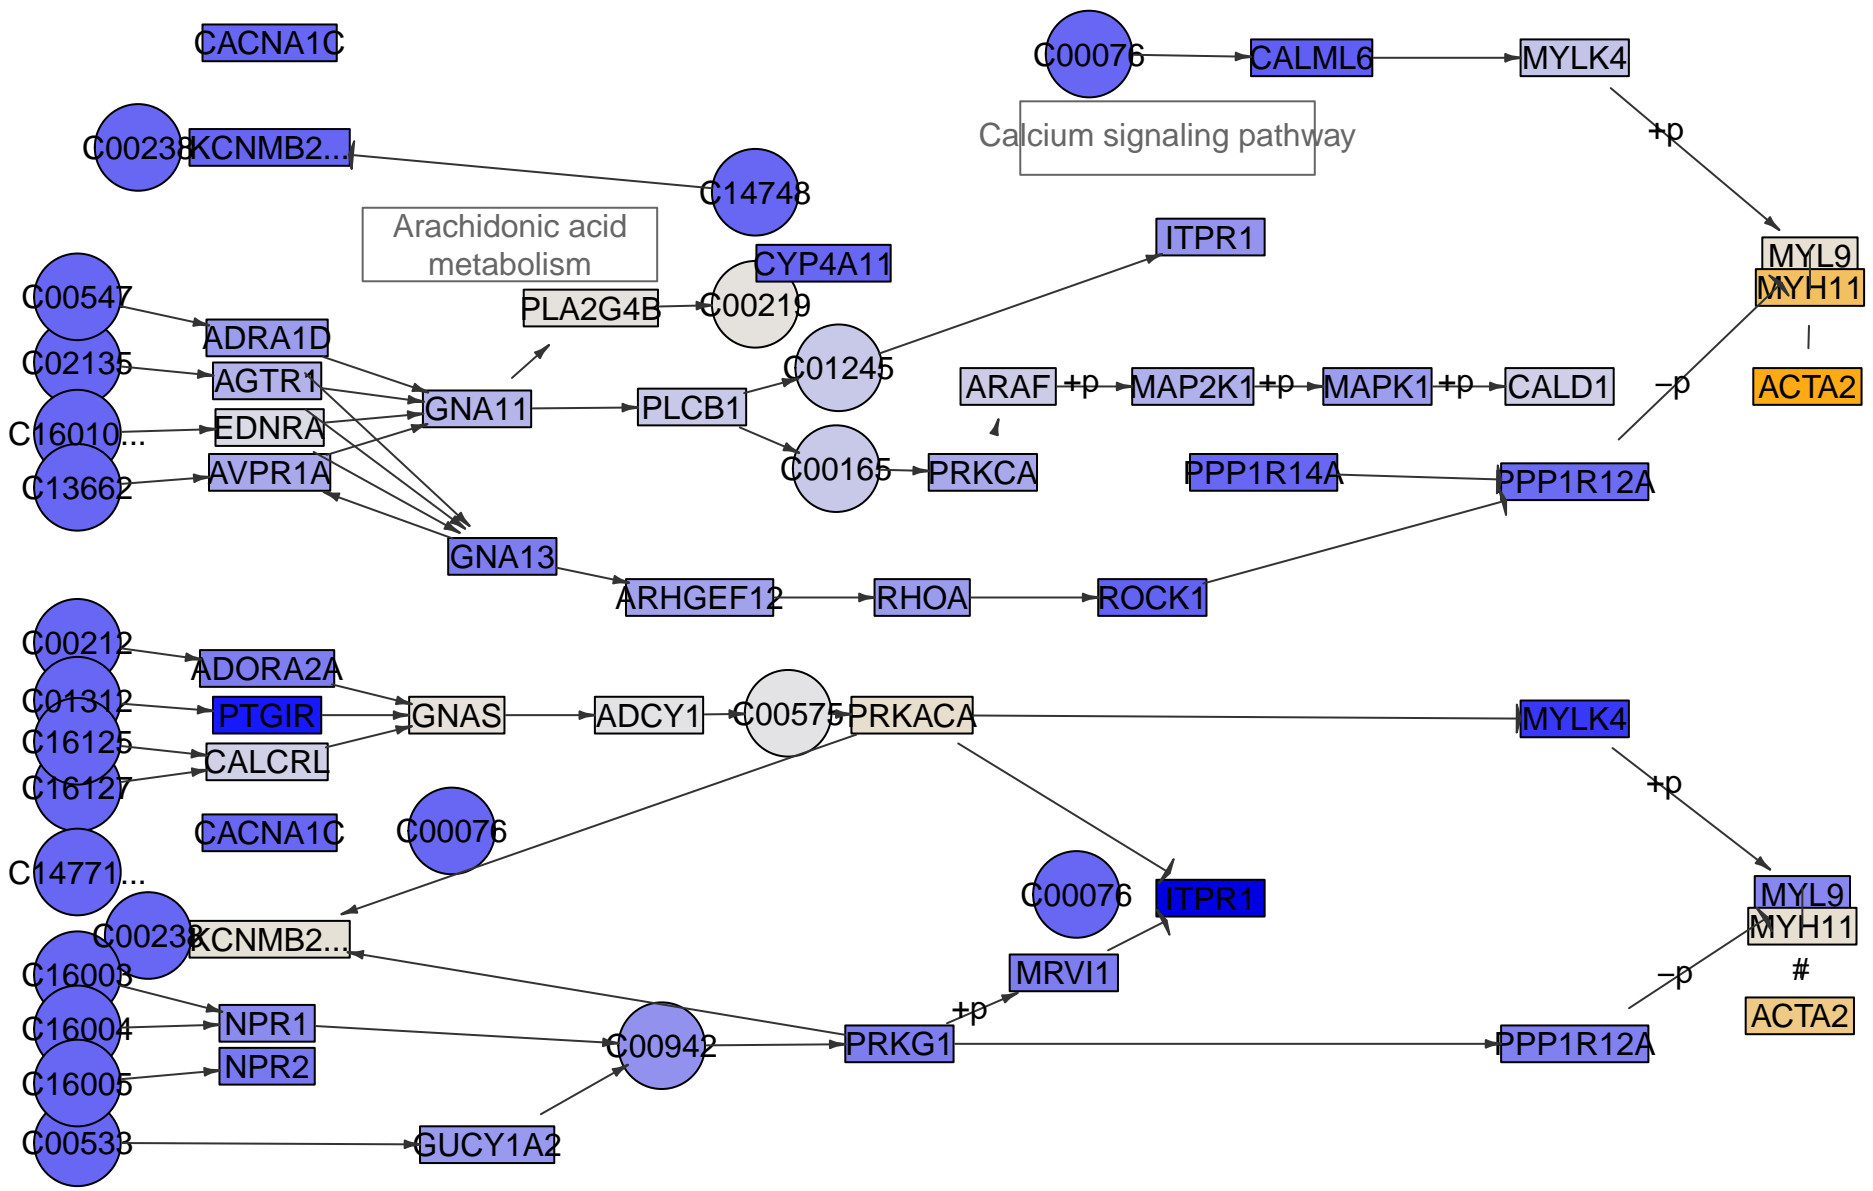 CACNA1C
C00076
CALML6
MYLK4
C00238
KCNMB2...
Calcium signaling pathway
+p
C14748
Arachidonic acid
metabolism
ITPR1
MYL9
MYH11
CYP4A11
C00547
PLA2G4B
C00219
ADRA1D
C02135
AGTR1
C01245
ARAF
+p
MAP2K1
+p
MAPK1
+p
CALD1
–p
ACTA2
GNA11
PLCB1
C16010...
EDNRA
C13662
AVPR1A
C00165
PRKCA
PPP1R14A
PPP1R12A
GNA13
ARHGEF12
RHOA
ROCK1
C00212
ADORA2A
C01312
PTGIR
GNAS
ADCY1
C00575
PRKACA
MYLK4
C16125
CALCRL
C16127
+p
CACNA1C
C00076
C14771...
C00076
ITPR1
MYL9
MYH11
C00238
KCNMB2...
C16003
MRVI1
–p
#
+p
ACTA2
C16004
NPR1
C00942
PRKG1
PPP1R12A
NPR2
C16005
C00533
GUCY1A2